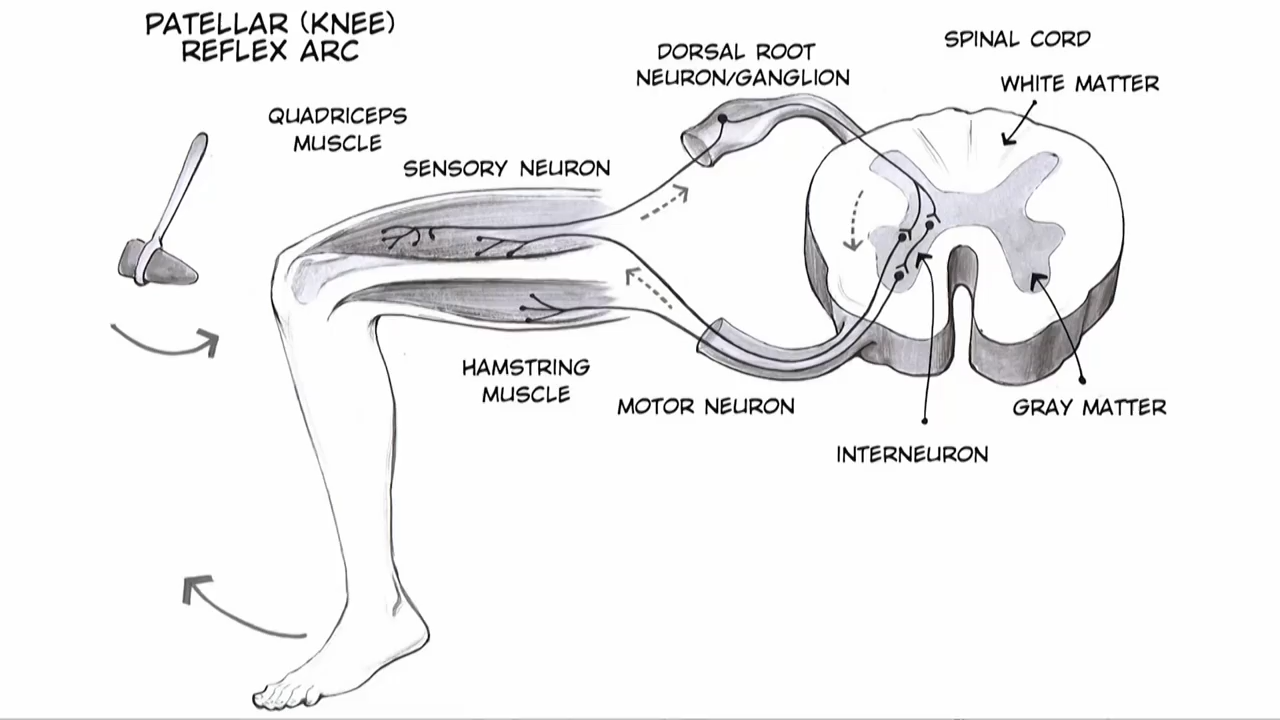 PATELLAR (KNEE)
REFLEX ARC
QUADRICEPS
MUSCLE
SENSORY NEURON
DORSAL ROOT
NEURON/GANGLION
SPINAL CORD
WHITE MATTER
HAMSTRING
MUSCLE
MOTOR NEURON
INTERNEURON
GRAY MATTER